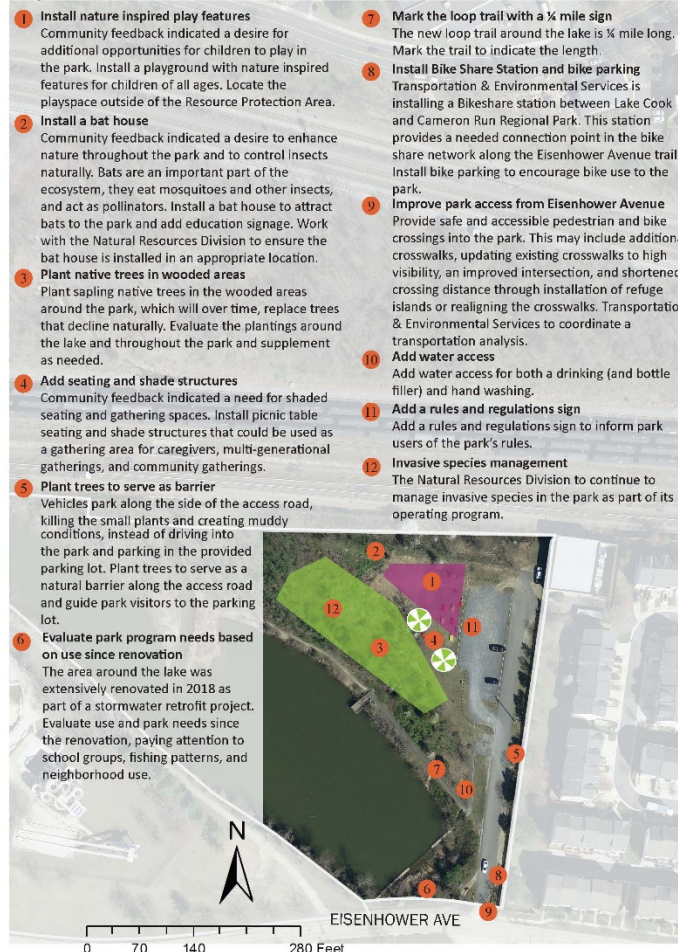 1 Install nature inspired play features
Community feedback indicated a desire for
additional opportunities for children to play in
the park. Install a playground with nature inspired
features for children of all ages. Locate the
playspace outside of the Resource Protection Area.
2 Install a bat house
Community feedback indicated a desire to enhance
nature throughout the park and to control insects
naturally. Bats are an important part of the
ecosystem, they eat mosquitoes and other insects,
and act as pollinators. Install a bat house to attract
bats to the park and add education signage. Work
with the Natural Resources Division to ensure the
bat house is installed in an appropriate location.
3 Plant native trees in wooded areas
Plant sapling native trees in the wooded areas
around the park, which will over time, replace trees
that decline naturally. Evaluate the plantings around
the lake and throughout the park and supplement
as needed.
4 Add seating and shade structures
Community feedback indicated a need for shaded
seating and gathering spaces. Install picnic table
seating and shade structures that could be used as
a gathering area for caregivers, multi-generational
gatherings, and community gatherings.
5 Plant trees to serve as barrier
Vehicles park along the side of the access road,
killing the small plants and creating muddy
conditions, instead of driving into
the park and parking in the provided
parking lot. Plant trees to serve as a
natural barrier along the access road
and guide park visitors to the parking
lot.
6 Evaluate park program needs based
on use since renovation
The area around the lake was
extensively renovated in 2018 as
part of a stormwater retrofit project.
Evaluate use and park needs since
the renovation, paying attention to
school groups, fishing patterns, and
neighborhood use.
7 Mark the loop trail with a ¼ mile sign
The new loop trail around the lake is ¼ mile long.
Mark the trail to indicate the length.
8 Install Bike Share Station and bike parking
Transportation & Environmental Services is
installing a Bikeshare station between Lake Cook
and Cameron Run Regional Park. This station
provides a needed connection point in the bike
share network along the Eisenhower Avenue trail.
Install bike parking to encourage bike use to the
park.
9 Improve park access from Eisenhower Avenue
Provide safe and accessible pedestrian and bike
crossings into the park. This may include additiona
crosswalks, updating existing crosswalks to high
visibility, an improved intersection, and shortened
crossing distance through installation of refuge
islands or realigning the crosswalks. Transportatio
& Environmental Services to coordinate a
transportation analysis.
10 Add water access
Add water access for both a drinking (and bottle
filler) and hand washing.
11 Add a rules and regulations sign
Add a rules and regulations sign to inform park
users of the park's rules.
12 Invasive species management
The Natural Resources Division to continue to
manage invasive species in the park as part of its
operating program.
2
1
12
11
4
3
5
7
10
8
6
9
N
EISENHOWER AVE
0 70 140 280 Feet